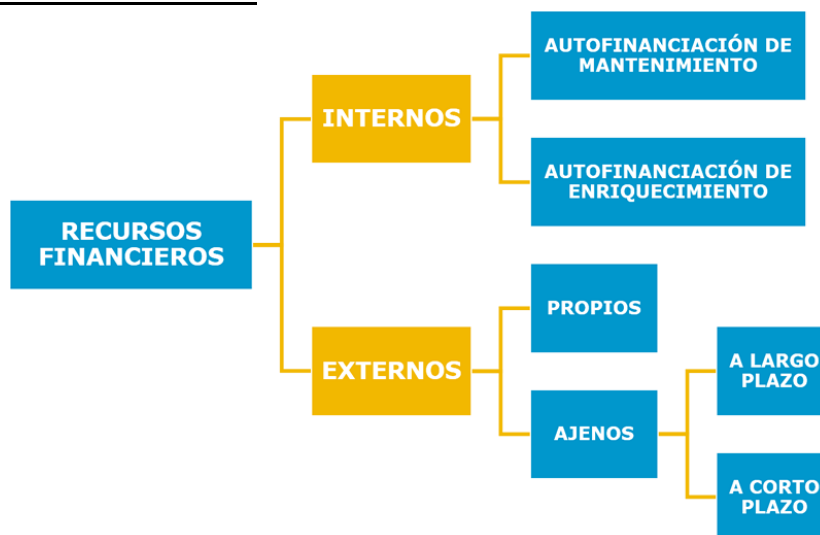 RECURSOS
FINANCIEROS
INTERNOS
AUTOFINANCIACIÓN DE
MANTENIMIENTO
AUTOFINANCIACIÓN DE
ENRIQUECIMIENTO
EXTERNOS
PROPIOS
AJENOS
A LARGO
PLAZO
A CORTO
PLAZO